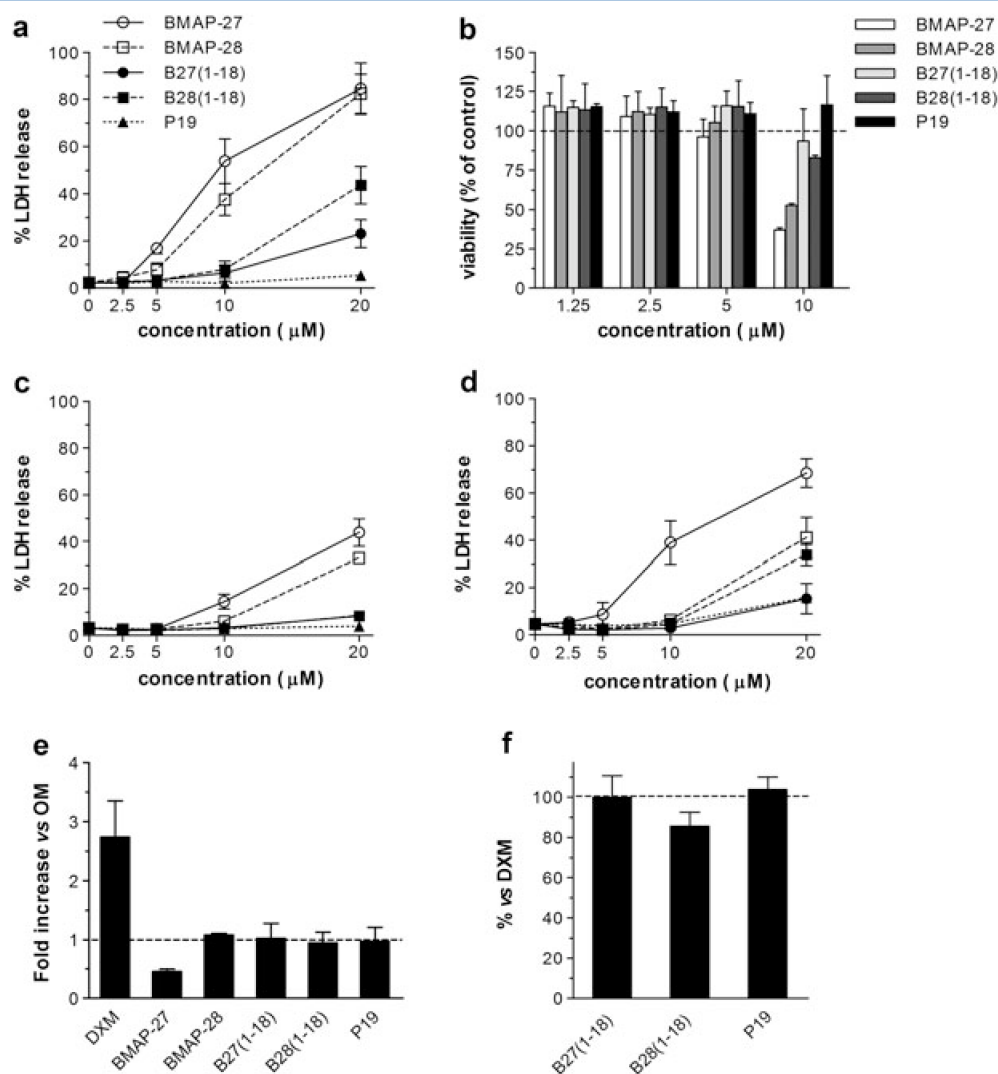 a
BMAP-27
BMAP-28
B27(1-18)
B28(1-18)
P19
% LDH release
100
80
60
40
20
0
0 2.5 5 10 20
concentration ( μM)
b
BMAP-27
BMAP-28
B27(1-18)
B28(1-18)
P19
viability (% of control)
150
125
100
75
50
25
0
1.25 2.5 5 10
concentration ( μM)
c
% LDH release
100
80
60
40
20
0
0 2.5 5 10 20
concentration ( μM)
d
% LDH release
100
80
60
40
20
0
0 2.5 5 10 20
concentration ( μM)
e
Fold increase vs OM
4
3
2
1
0
DXM
BMAP-27
BMAP-28
B27(1-18)
B28(1-18)
P19
f
% vs DXM
100
80
60
40
20
0
B27(1-18)
B28(1-18)
P19